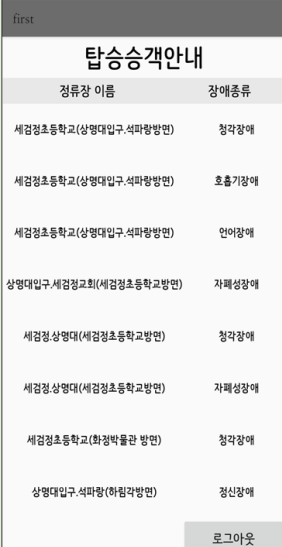 first
탑승승객안내
정류장 이름 장애종류
세검정초등학교(상명대입구.석파랑방면) 청각장애
세검정초등학교(상명대입구.석파랑방면) 호흡기장애
세검정초등학교(상명대입구.석파랑방면) 언어장애
상명대입구.세검정교회(세검정초등학교방면) 자폐성장애
세검정.상명대(세검정초등학교방면) 청각장애
세검정.상명대(세검정초등학교방면) 자폐성장애
세검정초등학교(화정박물관 방면) 청각장애
상명대입구.석파랑(하림각방면) 정신장애
로그아웃